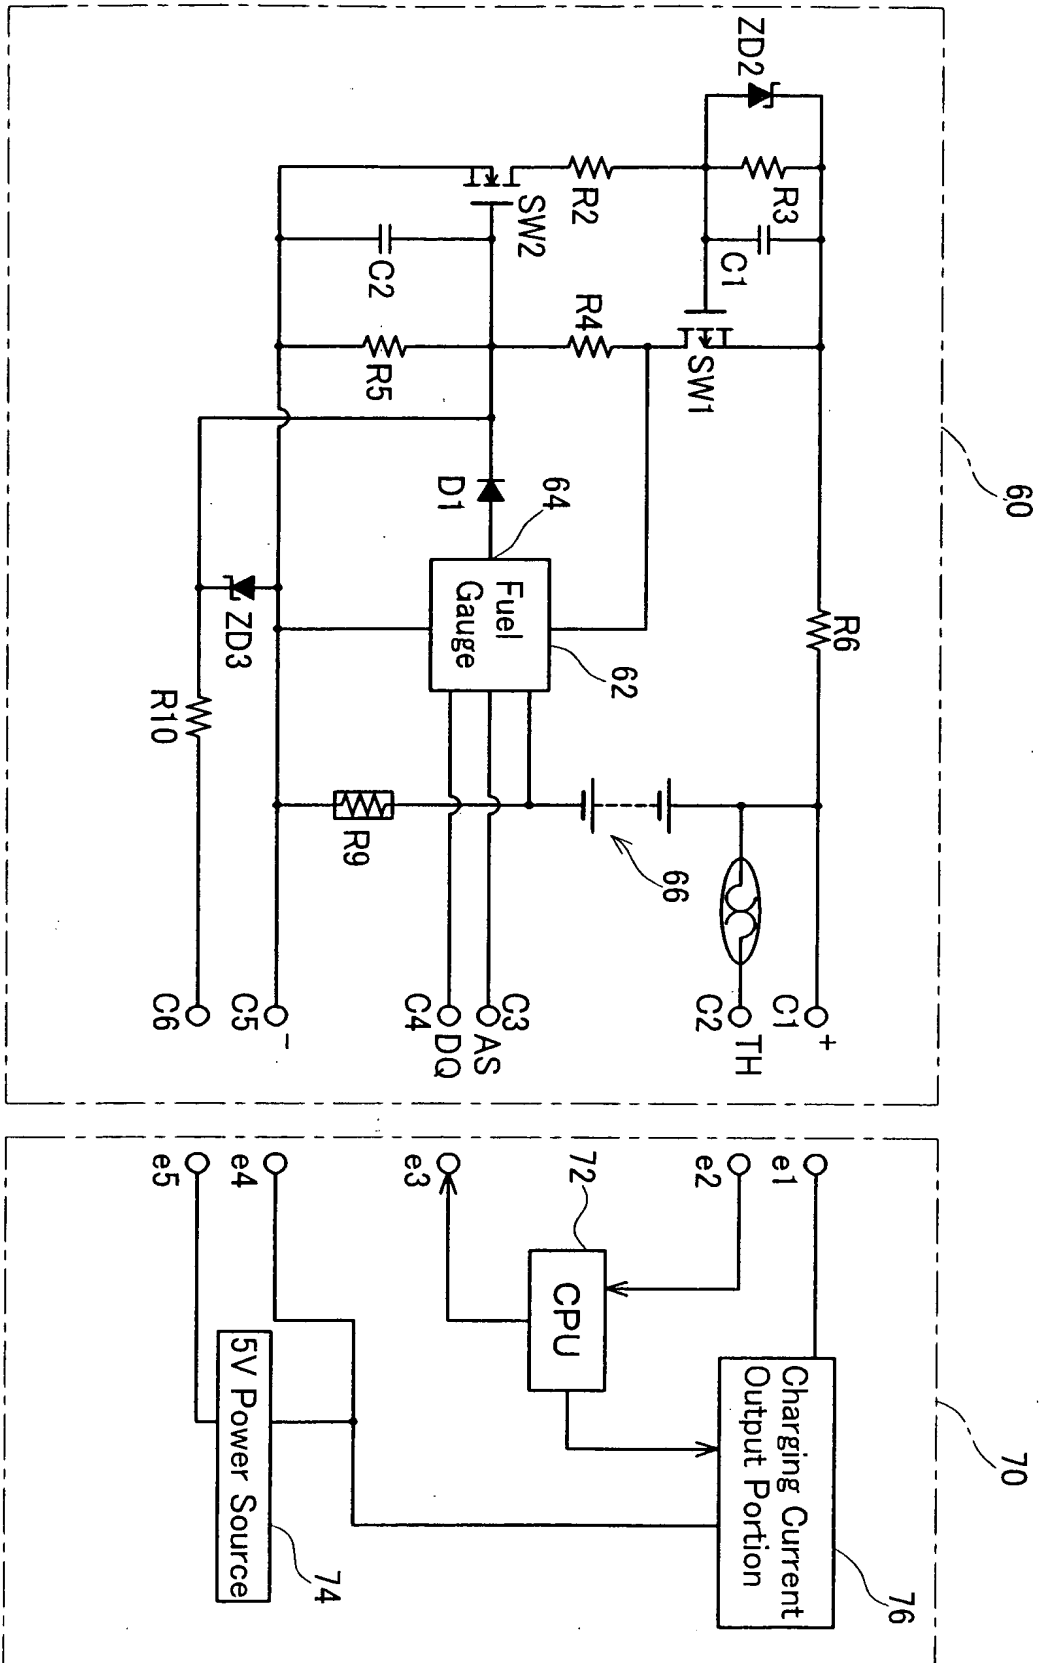 60
ZD2
R3
C1
SW1
R6
R2
SW2
R4
C2
R5
D1
64
Fuel
Gauge
62
ZD3
R10
R9
66
+
C1
TH
C2
C3
AS
DQ
C4
-
C5
C6
70
e1
e2
e3
e4
e5
72
CPU
Charging Current
Output Portion
76
5V Power Source
74